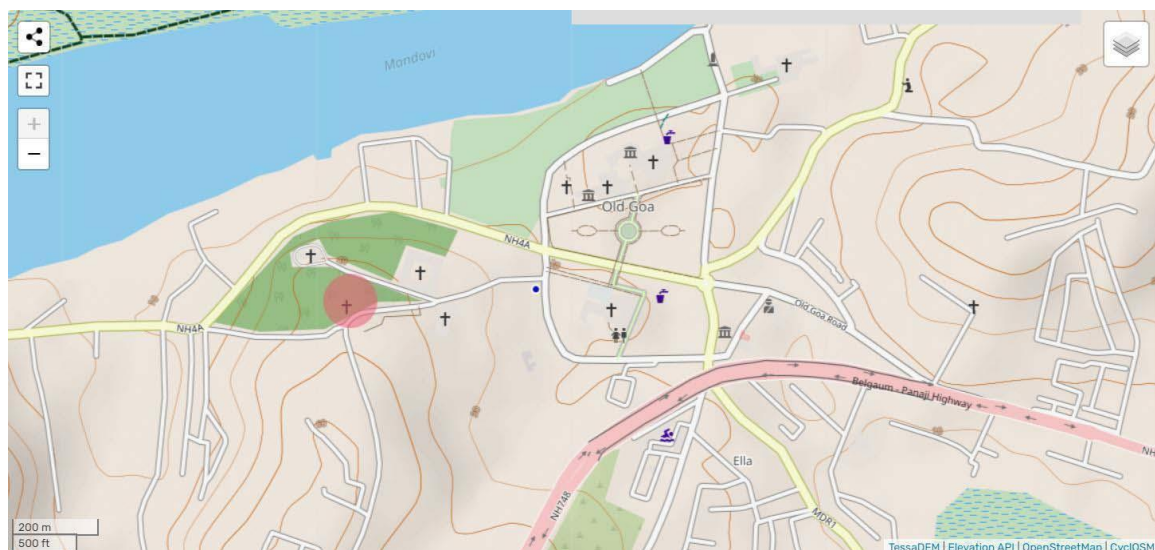 Mondovi
Old Goa
NH4A
NH4A
Old Goa Road
Belgaum - Panaji Highway
NH
Ella
NH748
MDR1
200 m
500 ft
TessaDEM | Elevation API | OpenStreetMap | CyclOSM